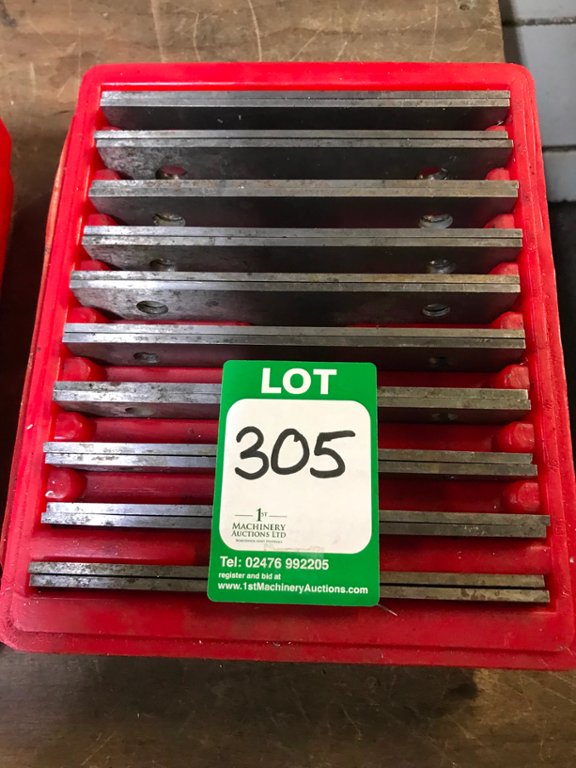 LOT
305
1ST
MACHINERY
AUCTIONS LTD
Tel: 02476 992205
register and bid at
www.1stMachineryAuctions.com